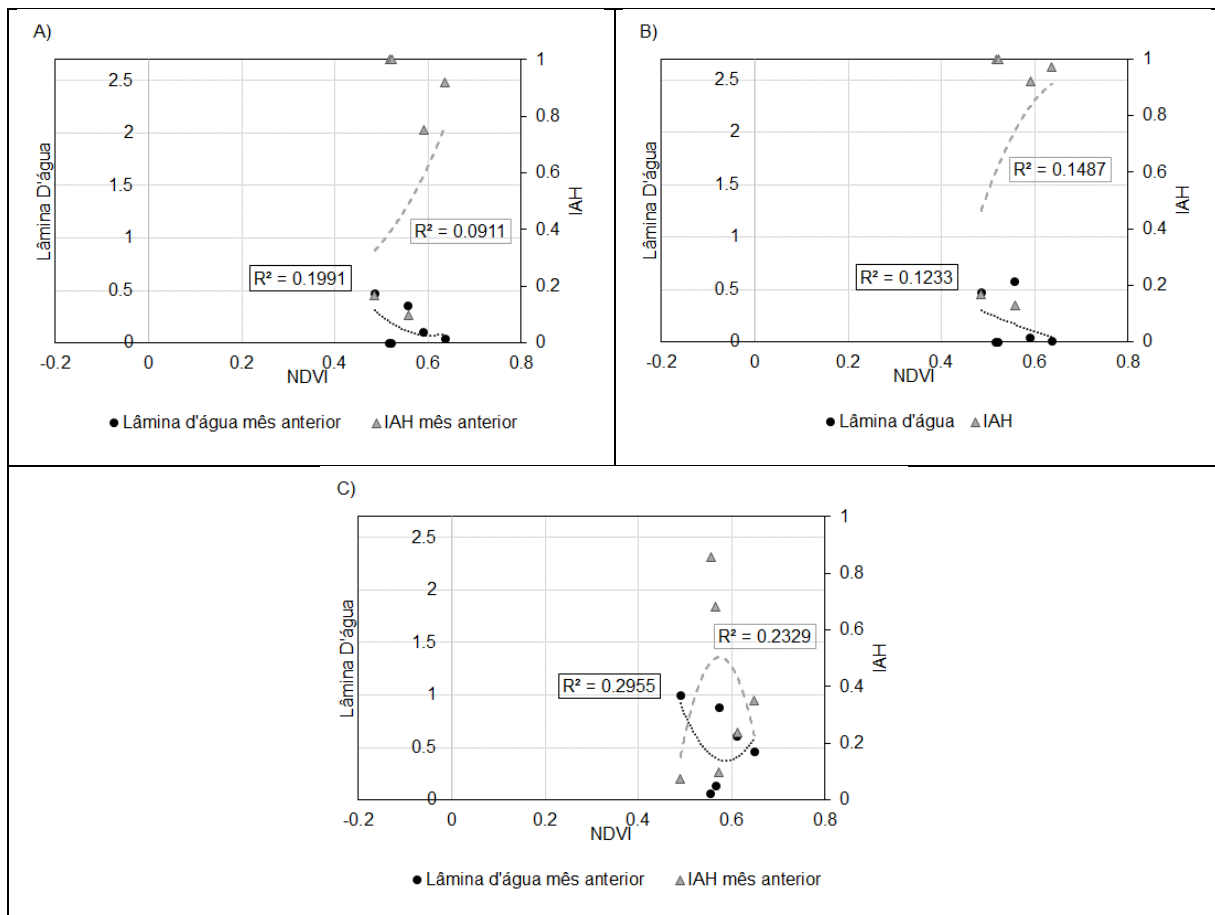 A)
2.5
2
1.5
1
0.5
0
1
0.8
0.6
0.4
0.2
0
-0.2
0
0.2
0.4
0.6
0.8
Lâmina D'água
IAH
NDVI
R² = 0.0911
R² = 0.1991
Lâmina d'água mês anterior
IAH mês anterior
B)
2.5
2
1.5
1
0.5
0
1
0.8
0.6
0.4
0.2
0
-0.2
0
0.2
0.4
0.6
0.8
Lâmina D'água
IAH
NDVI
R² = 0.1487
R² = 0.1233
Lâmina d'água
IAH
C)
2.5
2
1.5
1
0.5
0
1
0.8
0.6
0.4
0.2
0
-0.2
0
0.2
0.4
0.6
0.8
Lâmina D'água
IAH
NDVI
R² = 0.2329
R² = 0.2955
Lâmina d'água mês anterior
IAH mês anterior